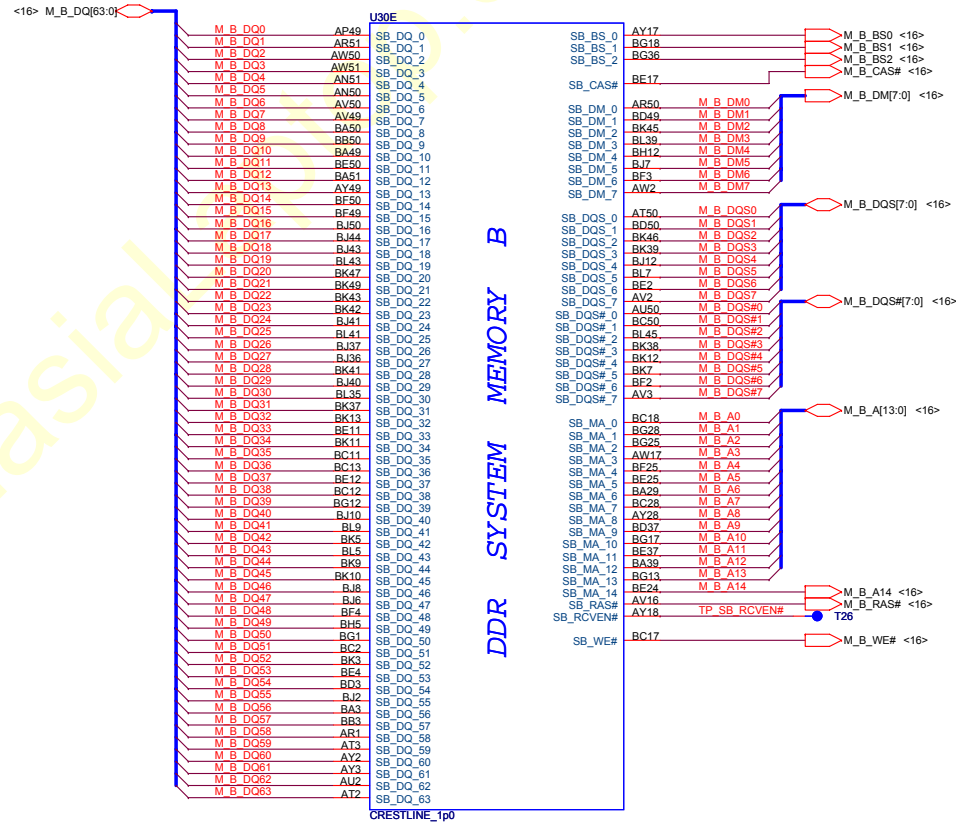 <16> M_B_DQ[63:0]
U30E
M_B_DQ0 AP49 SB_DQ_0
M_B_DQ1 AR51 SB_DQ_1
M_B_DQ2 AW50 SB_DQ_2
M_B_DQ3 AW51 SB_DQ_3
M_B_DQ4 AN51 SB_DQ_4
M_B_DQ5 AN50 SB_DQ_5
M_B_DQ6 AV50 SB_DQ_6
M_B_DQ7 AV49 SB_DQ_7
M_B_DQ8 BA50 SB_DQ_8
M_B_DQ9 BB50 SB_DQ_9
M_B_DQ10 BA49 SB_DQ_10
M_B_DQ11 BE50 SB_DQ_11
M_B_DQ12 BA51 SB_DQ_12
M_B_DQ13 AY49 SB_DQ_13
M_B_DQ14 BF50 SB_DQ_14
M_B_DQ15 BF49 SB_DQ_15
M_B_DQ16 BJ50 SB_DQ_16
M_B_DQ17 BJ44 SB_DQ_17
M_B_DQ18 BJ43 SB_DQ_18
M_B_DQ19 BL43 SB_DQ_19
M_B_DQ20 BK47 SB_DQ_20
M_B_DQ21 BK49 SB_DQ_21
M_B_DQ22 BK43 SB_DQ_22
M_B_DQ23 BK42 SB_DQ_23
M_B_DQ24 BJ41 SB_DQ_24
M_B_DQ25 BL41 SB_DQ_25
M_B_DQ26 BJ37 SB_DQ_26
M_B_DQ27 BJ36 SB_DQ_27
M_B_DQ28 BK41 SB_DQ_28
M_B_DQ29 BJ40 SB_DQ_29
M_B_DQ30 BL35 SB_DQ_30
M_B_DQ31 BK37 SB_DQ_31
M_B_DQ32 BK13 SB_DQ_32
M_B_DQ33 BE11 SB_DQ_33
M_B_DQ34 BK11 SB_DQ_34
M_B_DQ35 BC11 SB_DQ_35
M_B_DQ36 BC13 SB_DQ_36
M_B_DQ37 BE12 SB_DQ_37
M_B_DQ38 BC12 SB_DQ_38
M_B_DQ39 BG12 SB_DQ_39
M_B_DQ40 BJ10 SB_DQ_40
M_B_DQ41 BL9 SB_DQ_41
M_B_DQ42 BK5 SB_DQ_42
M_B_DQ43 BL5 SB_DQ_43
M_B_DQ44 BK9 SB_DQ_44
M_B_DQ45 BK10 SB_DQ_45
M_B_DQ46 BJ8 SB_DQ_46
M_B_DQ47 BJ6 SB_DQ_47
M_B_DQ48 BF4 SB_DQ_48
M_B_DQ49 BH5 SB_DQ_49
M_B_DQ50 BG1 SB_DQ_50
M_B_DQ51 BC2 SB_DQ_51
M_B_DQ52 BK3 SB_DQ_52
M_B_DQ53 BE4 SB_DQ_53
M_B_DQ54 BD3 SB_DQ_54
M_B_DQ55 BJ2 SB_DQ_55
M_B_DQ56 BA3 SB_DQ_56
M_B_DQ57 BB3 SB_DQ_57
M_B_DQ58 AR1 SB_DQ_58
M_B_DQ59 AT3 SB_DQ_59
M_B_DQ60 AY2 SB_DQ_60
M_B_DQ61 AY3 SB_DQ_61
M_B_DQ62 AU2 SB_DQ_62
M_B_DQ63 AT2 SB_DQ_63
DDR SYSTEM MEMORY B
SB_BS_0 AY17 M_B_BS0 <16>
SB_BS_1 BG18 M_B_BS1 <16>
SB_BS_2 BG36 M_B_BS2 <16>
SB_CAS# BE17 M_B_CAS# <16>
M_B_DM[7:0] <16>
SB_DM_0 AR50 M_B_DM0
SB_DM_1 BD49 M_B_DM1
SB_DM_2 BK45 M_B_DM2
SB_DM_3 BL39 M_B_DM3
SB_DM_4 BH12 M_B_DM4
SB_DM_5 BJ7 M_B_DM5
SB_DM_6 BF3 M_B_DM6
SB_DM_7 AW2 M_B_DM7
M_B_DQS[7:0] <16>
SB_DQS_0 AT50 M_B_DQS0
SB_DQS_1 BD50 M_B_DQS1
SB_DQS_2 BK46 M_B_DQS2
SB_DQS_3 BK39 M_B_DQS3
SB_DQS_4 BJ12 M_B_DQS4
SB_DQS_5 BL7 M_B_DQS5
SB_DQS_6 BE2 M_B_DQS6
SB_DQS_7 AV2 M_B_DQS7
M_B_DQS#[7:0] <16>
SB_DQS#_0 AU50 M_B_DQS#0
SB_DQS#_1 BC50 M_B_DQS#1
SB_DQS#_2 BL45 M_B_DQS#2
SB_DQS#_3 BK38 M_B_DQS#3
SB_DQS#_4 BK12 M_B_DQS#4
SB_DQS#_5 BK7 M_B_DQS#5
SB_DQS#_6 BF2 M_B_DQS#6
SB_DQS#_7 AV3 M_B_DQS#7
M_B_A[13:0] <16>
SB_MA_0 BC18 M_B_A0
SB_MA_1 BG28 M_B_A1
SB_MA_2 BG25 M_B_A2
SB_MA_3 AW17 M_B_A3
SB_MA_4 BF25 M_B_A4
SB_MA_5 BE25 M_B_A5
SB_MA_6 BA29 M_B_A6
SB_MA_7 BC28 M_B_A7
SB_MA_8 AY28 M_B_A8
SB_MA_9 BD37 M_B_A9
SB_MA_10 BG17 M_B_A10
SB_MA_11 BE37 M_B_A11
SB_MA_12 BA39 M_B_A12
SB_MA_13 BG13 M_B_A13
SB_MA_14 BE24 M_B_A14 M_B_A14 <16>
SB_RAS# AV16 M_B_RAS# <16>
SB_RCVEN# AY18 TP_SB_RCVEN# T26
SB_WE# BC17 M_B_WE# <16>
CRESTLINE_1p0